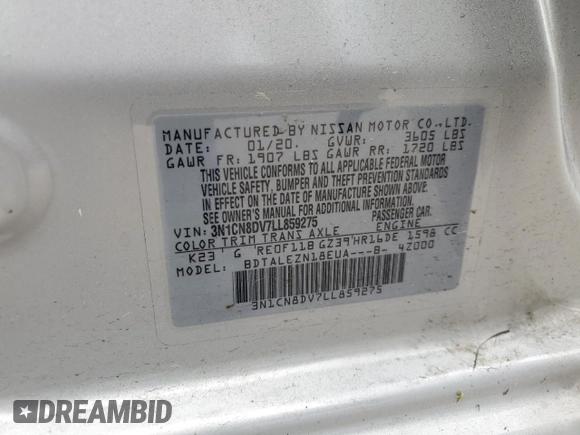 MANUFACTURED BY NISSAN MOTOR CO.,LTD.
DATE: 01/20. GVWR: 3605 LBS
GAWR FR: 1907 LBS GAWR RR: 1720 LBS
THIS VEHICLE CONFORMS TO ALL APPLICABLE FEDERAL MOTOR
VEHICLE SAFETY, BUMPER AND THEFT PREVENTION STANDARDS
IN EFFECT ON THE DATE OF MANUFACTURE SHOWN ABOVE.
SEE OWNER'S MANUAL FOR ADDITIONAL INFORMATION.
VIN: 3N1CN8DV7LL859275 PASSENGER CAR
COLOR TRIM TRANS AXLE ENGINE
K23 G RE0F11B GZ39 HR16DE 1598 CC
MODEL: BDTALEZN18EUA---B- 4Z000
3N1CN8DV7LL859275
DREAMBID